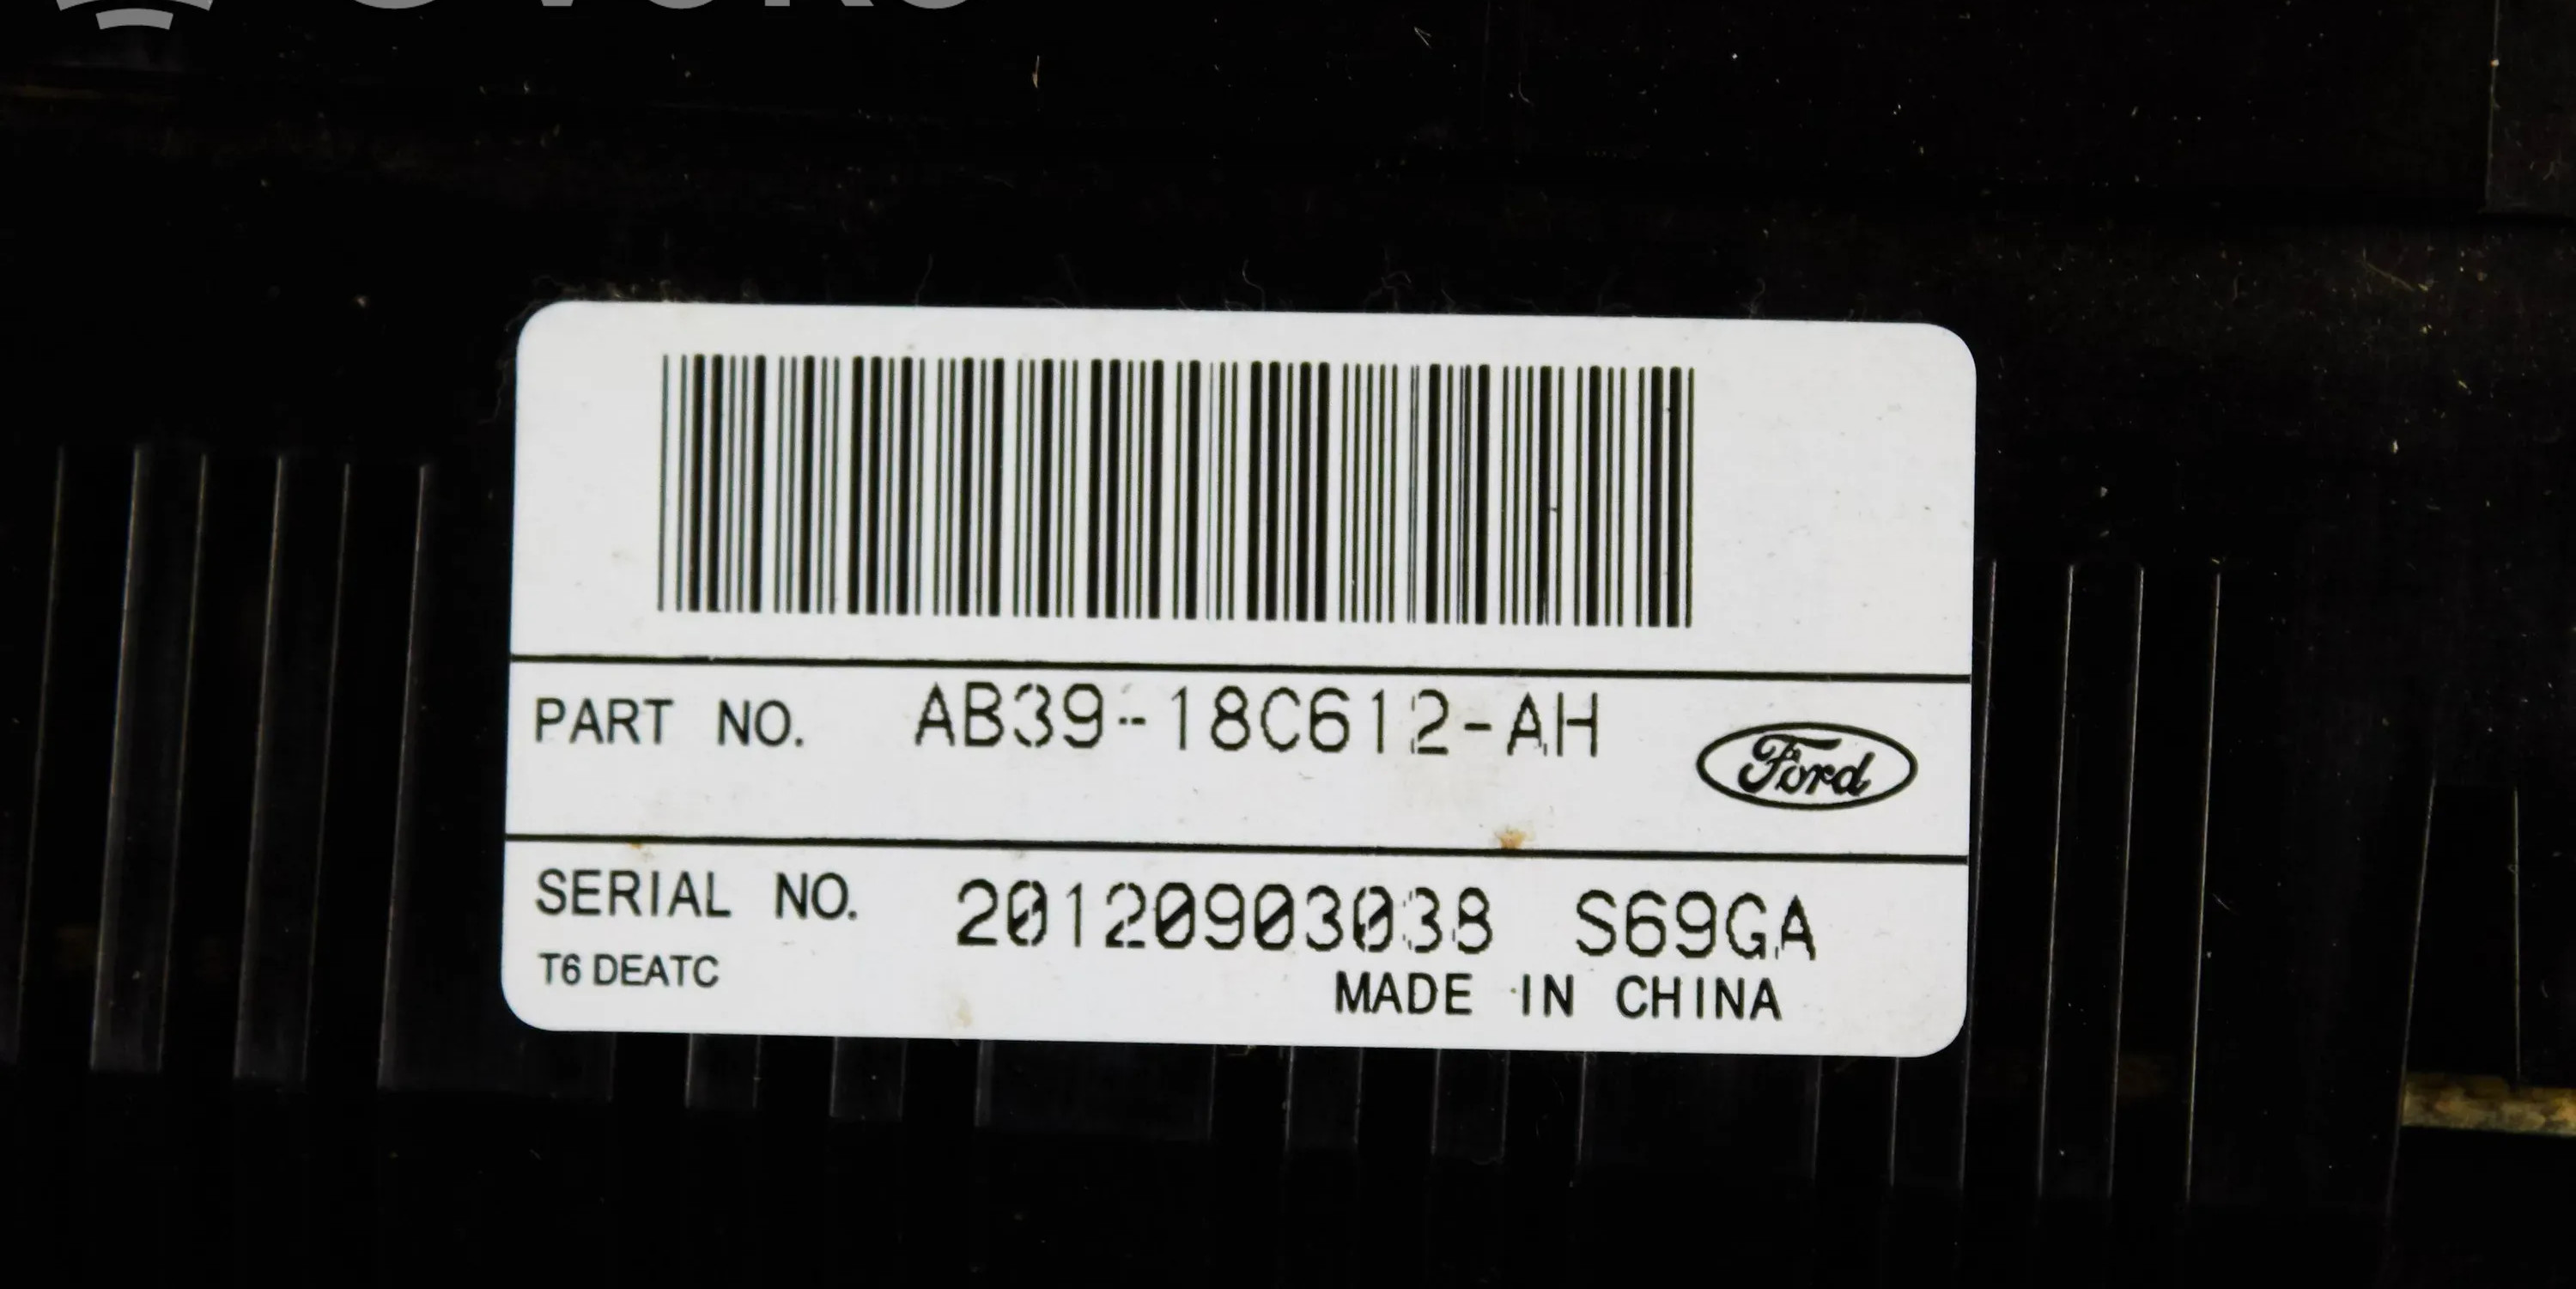 PART NO. AB39-18C612-AH
Ford
SERIAL NO. 20120903038 S69GA
T6 DEATC
MADE IN CHINA